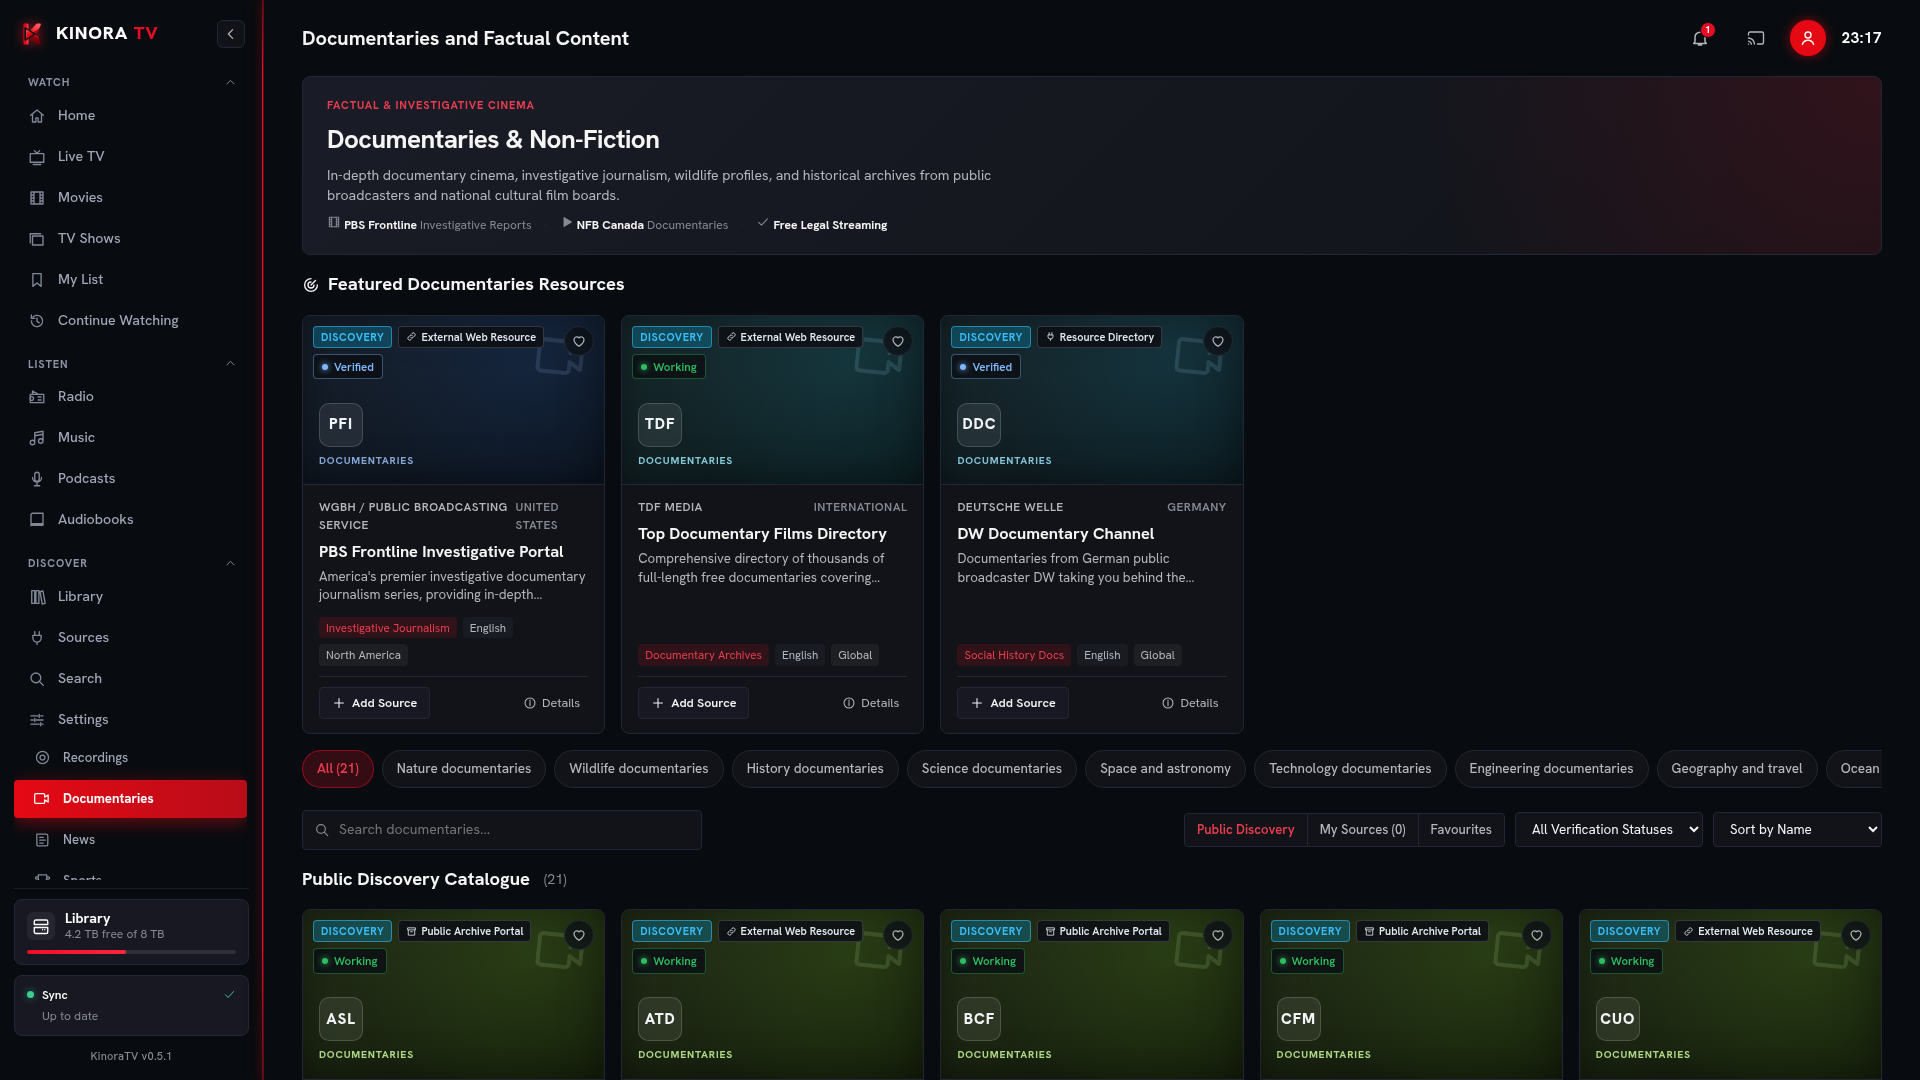 KINORA TV
WATCH
Home
Live TV
Movies
TV Shows
My List
Continue Watching
LISTEN
Radio
Music
Podcasts
Audiobooks
DISCOVER
Library
Sources
Search
Settings
Recordings
Documentaries
News
Sports
Library
4.2 TB free of 8 TB
Sync
Up to date
KinoraTV v0.5.1
Documentaries and Factual Content
1
23:17
FACTUAL & INVESTIGATIVE CINEMA
Documentaries & Non-Fiction
In-depth documentary cinema, investigative journalism, wildlife profiles, and historical archives from public
broadcasters and national cultural film boards.
PBS Frontline Investigative Reports NFB Canada Documentaries Free Legal Streaming
Featured Documentaries Resources
DISCOVERY External Web Resource
Verified
PFI
DOCUMENTARIES
WGBH / PUBLIC BROADCASTING UNITED
SERVICE STATES
PBS Frontline Investigative Portal
America's premier investigative documentary
journalism series, providing in-depth...
Investigative Journalism English
North America
Add Source Details
DISCOVERY External Web Resource
Working
TDF
DOCUMENTARIES
TDF MEDIA INTERNATIONAL
Top Documentary Films Directory
Comprehensive directory of thousands of
full-length free documentaries covering...
Documentary Archives English Global
Add Source Details
DISCOVERY Resource Directory
Verified
DDC
DOCUMENTARIES
DEUTSCHE WELLE GERMANY
DW Documentary Channel
Documentaries from German public
broadcaster DW taking you behind the...
Social History Docs English Global
Add Source Details
All (21) Nature documentaries Wildlife documentaries History documentaries Science documentaries Space and astronomy Technology documentaries Engineering documentaries Geography and travel Ocean
Search documentaries...
Public Discovery My Sources (0) Favourites All Verification Statuses Sort by Name
Public Discovery Catalogue (21)
DISCOVERY Public Archive Portal
Working
ASL
DOCUMENTARIES
DISCOVERY External Web Resource
Working
ATD
DOCUMENTARIES
DISCOVERY Public Archive Portal
Working
BCF
DOCUMENTARIES
DISCOVERY Public Archive Portal
Working
CFM
DOCUMENTARIES
DISCOVERY External Web Resource
Working
CUO
DOCUMENTARIES